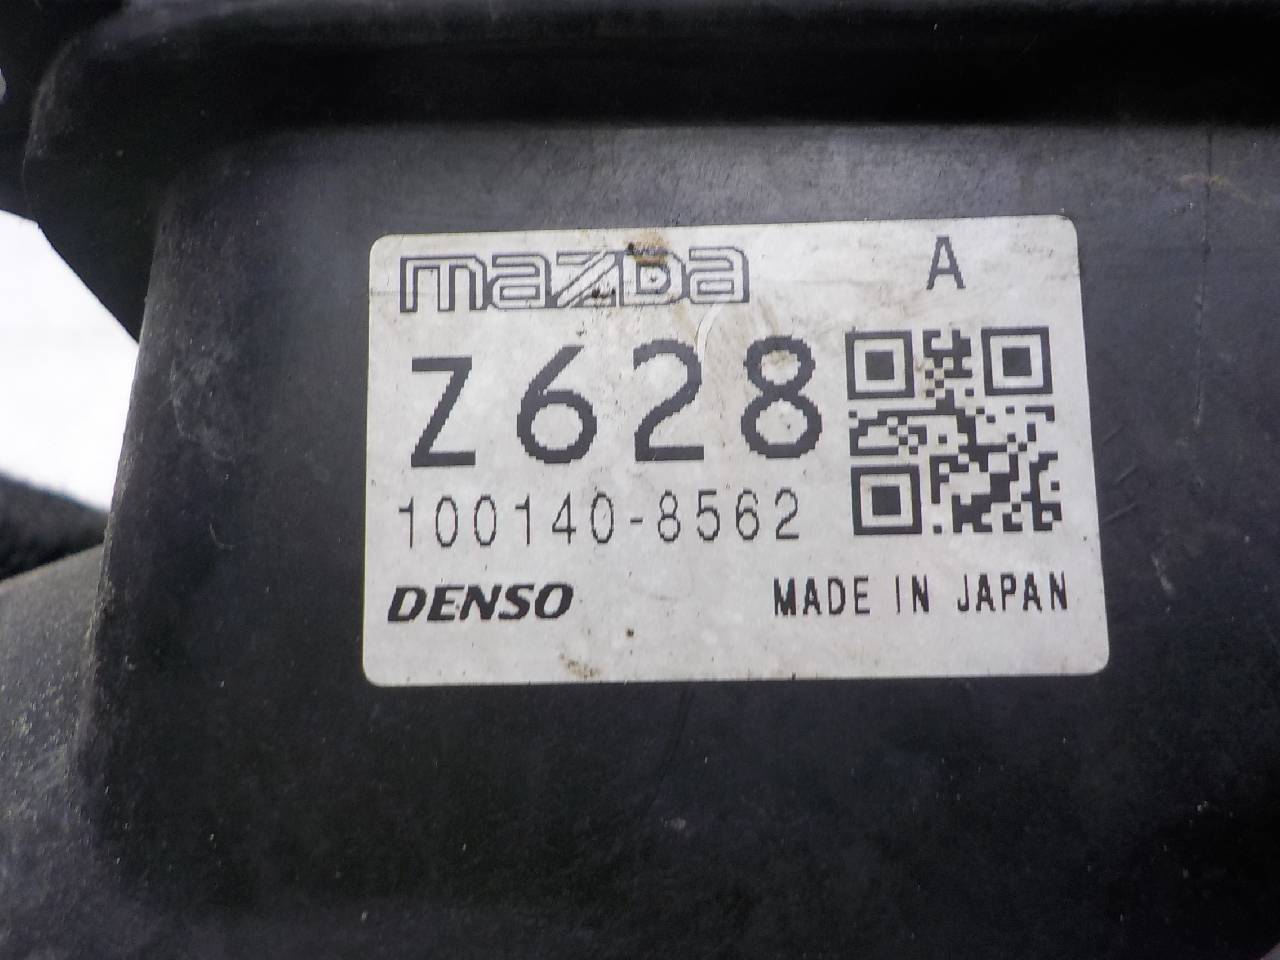 mazda A
Z628
100140-8562
DENSO MADE IN JAPAN